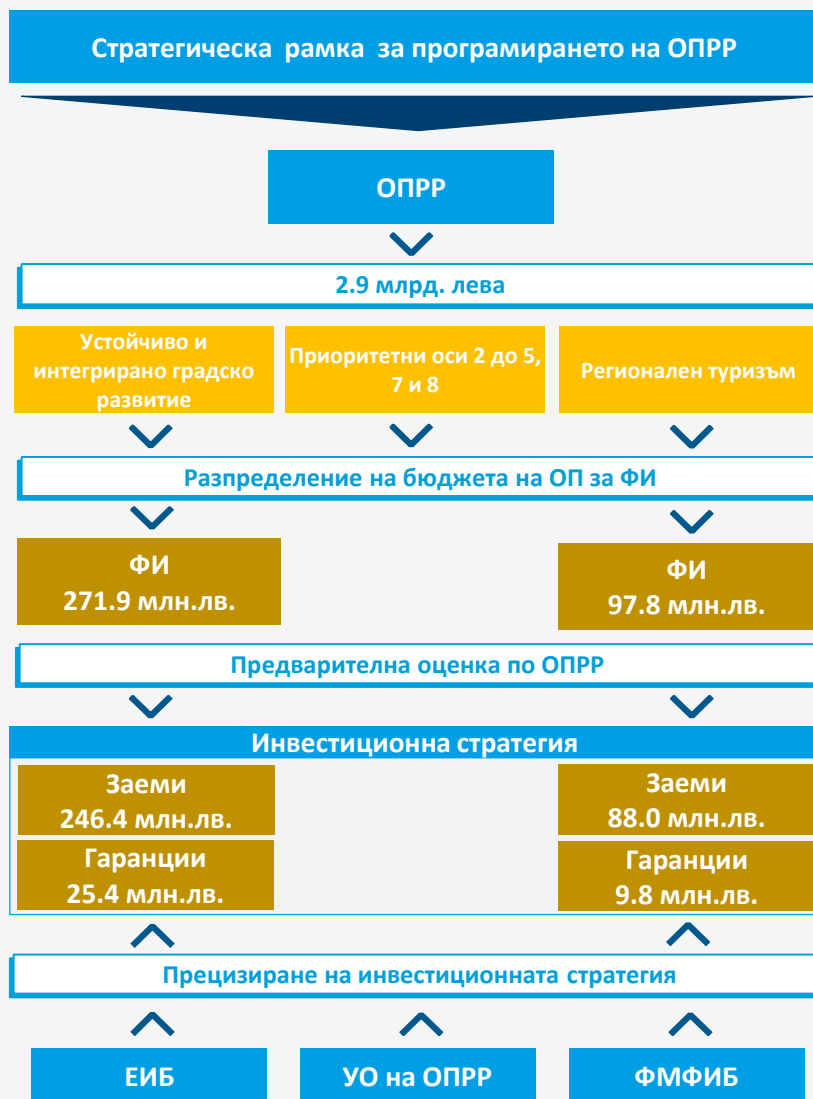 Стратегическа рамка за програмирането на ОПРР
ОПРР
2.9 млрд. лева
Устойчиво и
интегрирано градско
развитие
Приоритетни оси 2 до 5,
7 и 8
Регионален туризъм
Разпределение на бюджета на ОП за ФИ
ФИ
271.9 млн.лв.
ФИ
97.8 млн.лв.
Предварителна оценка по ОПРР
Инвестиционна стратегия
Заеми
246.4 млн.лв.
Заеми
88.0 млн.лв.
Гаранции
25.4 млн.лв.
Гаранции
9.8 млн.лв.
Прецизиране на инвестиционната стратегия
ЕИБ
УО на ОПРР
ФМФИБ